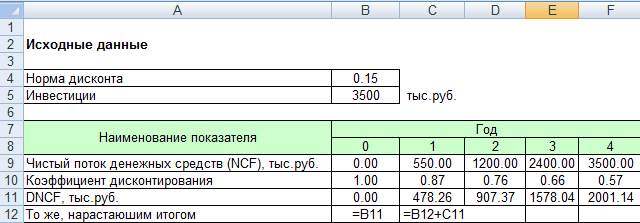 A B C D E F
1
2 Исходные данные
3
4 Норма дисконта 0.15
5 Инвестиции 3500 тыс.руб.
6
7 Наименование показателя Год
8 0 1 2 3 4
9 Чистый поток денежных средств (NCF), тыс.руб. 0.00 550.00 1200.00 2400.00 3500.00
10 Коэффициент дисконтирования 1.00 0.87 0.76 0.66 0.57
11 DNCF, тыс.руб. 0.00 478.26 907.37 1578.04 2001.14
12 То же, нарастаюшим итогом =B11 =B12+C11